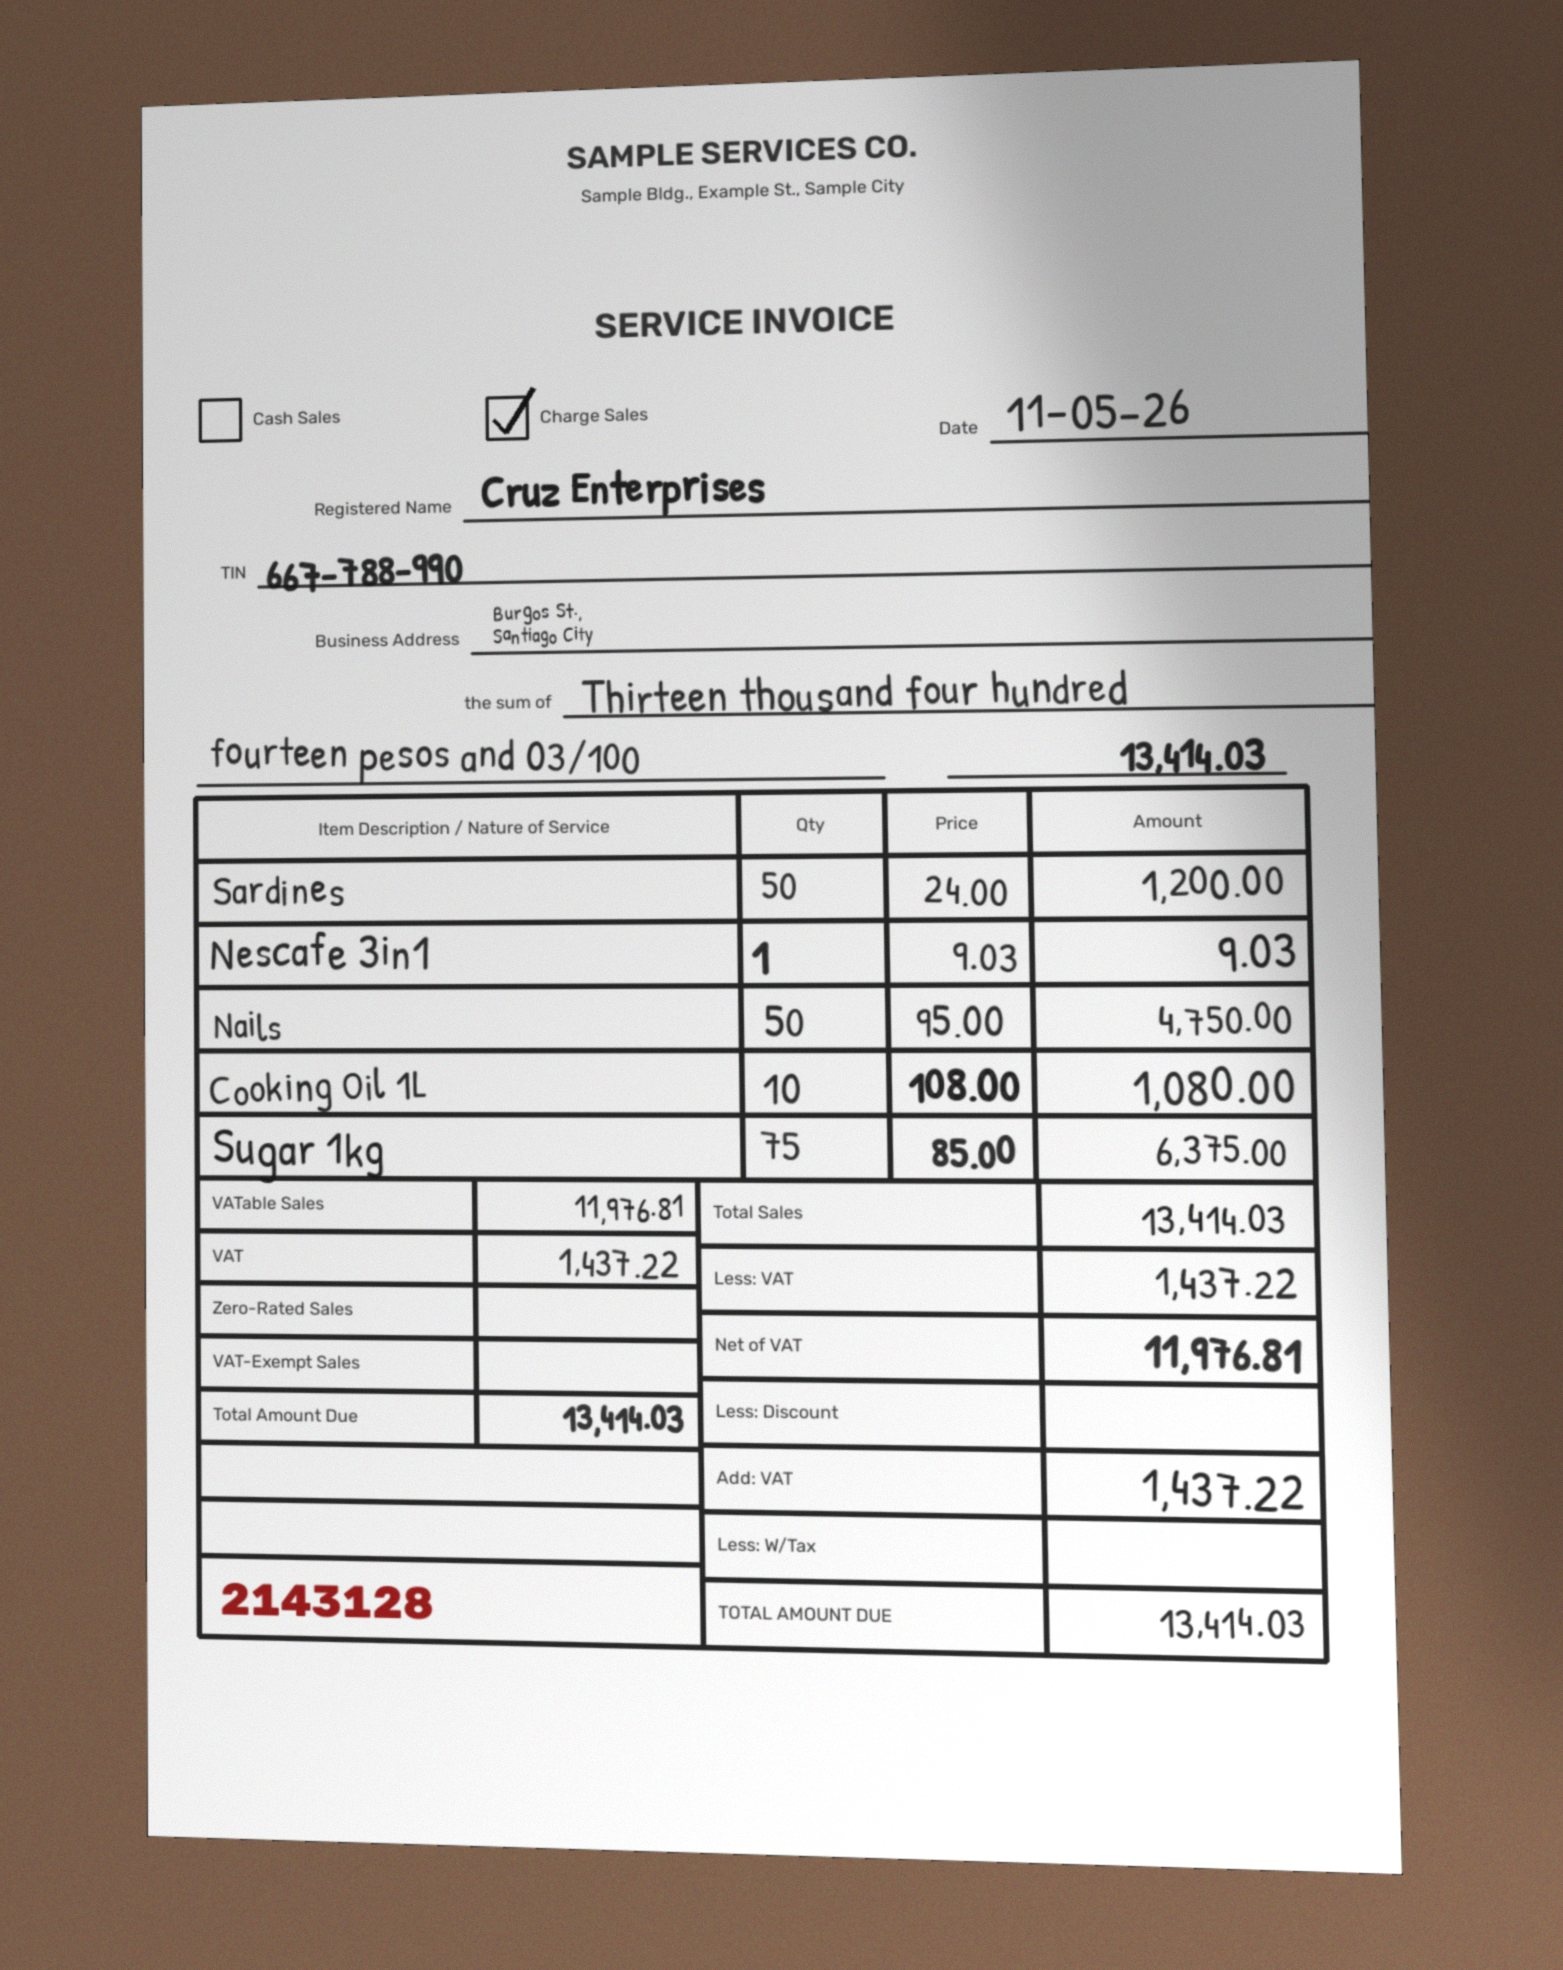 SAMPLE SERVICES CO.
Sample Bldg., Example St., Sample City
SERVICE INVOICE
Cash Sales Charge Sales Date 11-05-26
Registered Name Cruz Enterprises
TIN 667-788-990
Business Address Burgos St.,
Santiago City
the sum of Thirteen thousand four hundred
fourteen pesos and 03/100 13,414.03
Item Description / Nature of Service Qty Price Amount
Sardines 50 24.00 1,200.00
Nescafe 3in1 1 9.03 9.03
Nails 50 95.00 4,750.00
Cooking Oil 1L 10 108.00 1,080.00
Sugar 1kg 75 85.00 6,375.00
VATable Sales 11,976.81 Total Sales 13,414.03
VAT 1,437.22 Less: VAT 1,437.22
Zero-Rated Sales Net of VAT 11,976.81
VAT-Exempt Sales Less: Discount
Total Amount Due 13,414.03 Add: VAT 1,437.22
Less: W/Tax
2143128 TOTAL AMOUNT DUE 13,414.03